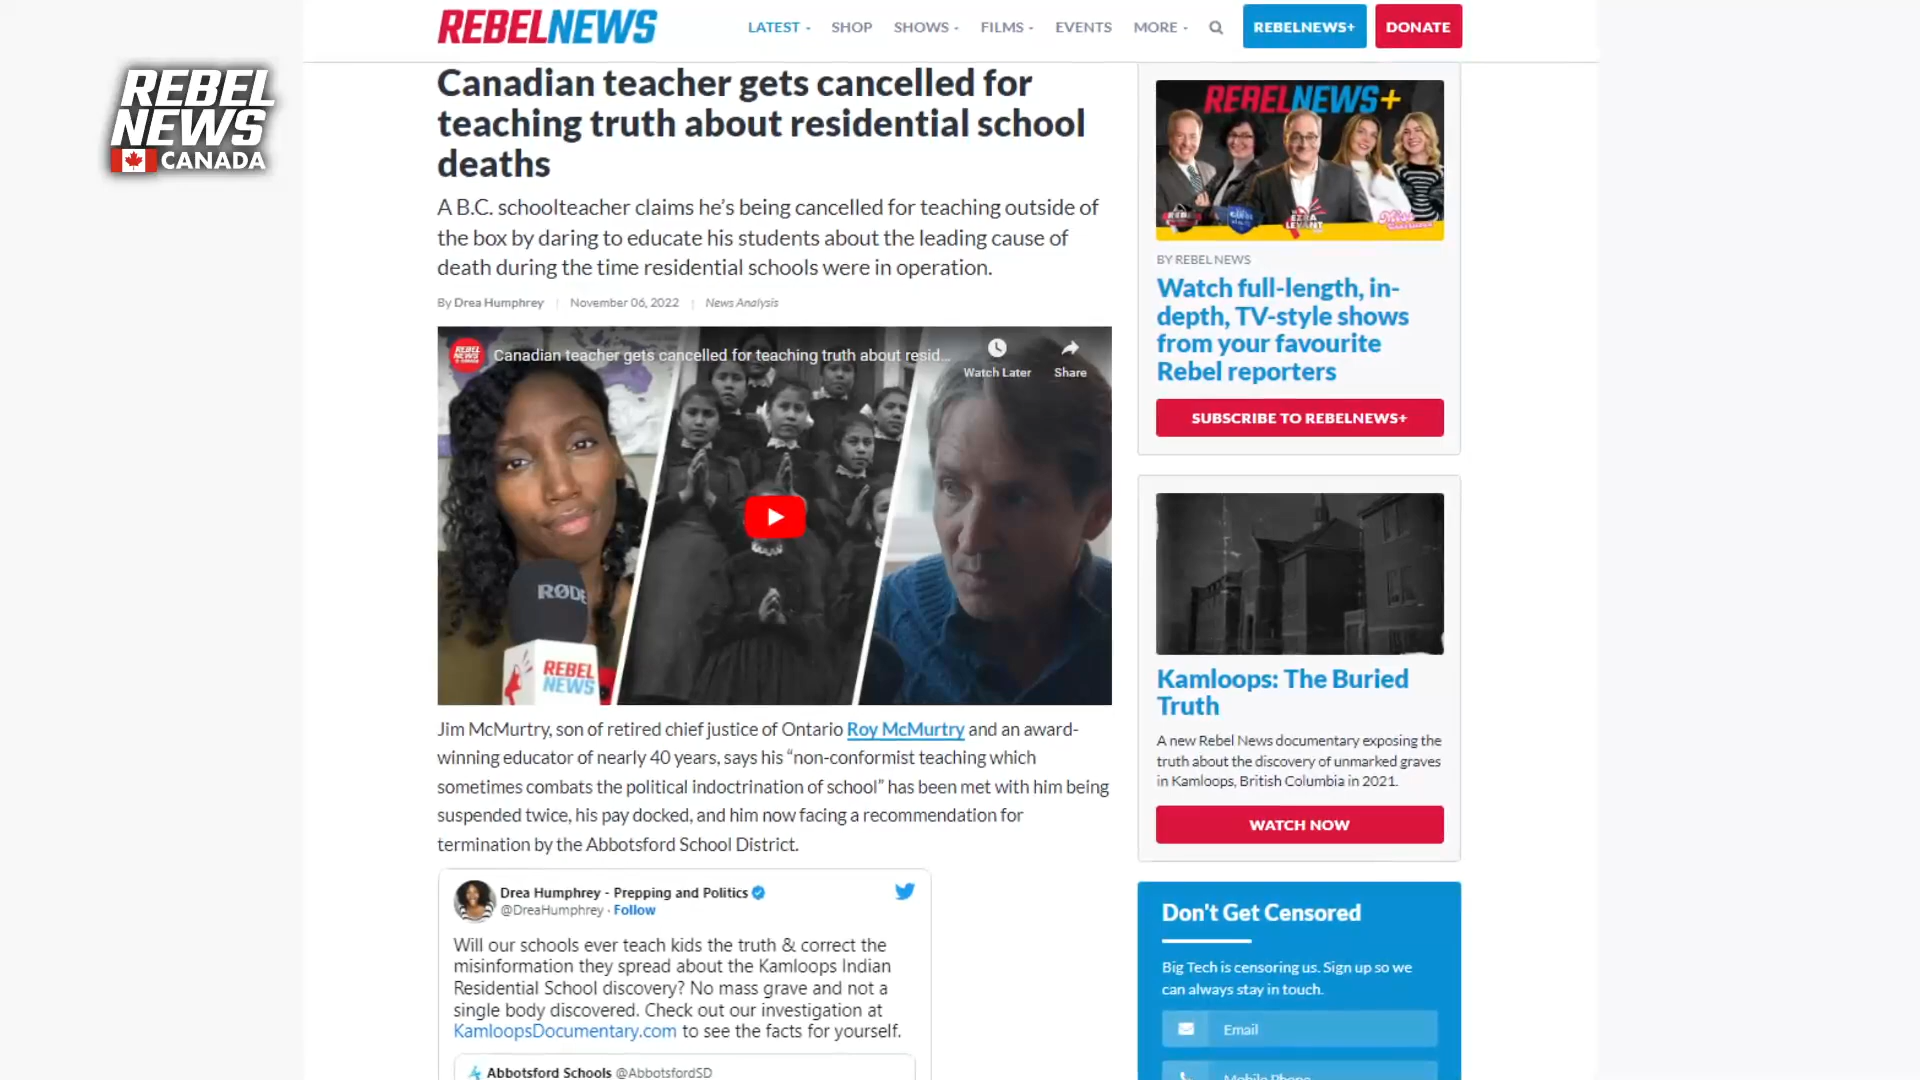 REBELNEWS
LATEST
SHOP
SHOWS
FILMS
EVENTS
MORE
REBELNEWS+
DONATE
REBEL
NEWS
CANADA
Canadian teacher gets cancelled for
teaching truth about residential school
deaths
A B.C. schoolteacher claims he's being cancelled for teaching outside of
the box by daring to educate his students about the leading cause of
death during the time residential schools were in operation.
By Drea Humphrey | November 06, 2022 | News Analysis
REBEL
NEWS
Canadian teacher gets cancelled for teaching truth about resid...
Watch Later
Share
RØDE
REBEL
NEWS
Jim McMurtry, son of retired chief justice of Ontario Roy McMurtry and an award-
winning educator of nearly 40 years, says his “non-conformist teaching which
sometimes combats the political indoctrination of school” has been met with him being
suspended twice, his pay docked, and him now facing a recommendation for
termination by the Abbotsford School District.
Drea Humphrey - Prepping and Politics
@DreaHumphrey · Follow
Will our schools ever teach kids the truth & correct the
misinformation they spread about the Kamloops Indian
Residential School discovery? No mass grave and not a
single body discovered. Check out our investigation at
KamloopsDocumentary.com to see the facts for yourself.
Abbotsford Schools @AbbotsfordSD
REBELNEWS+
EZRA
LEVANT
BY REBEL NEWS
Watch full-length, in-
depth, TV-style shows
from your favourite
Rebel reporters
SUBSCRIBE TO REBELNEWS+
Kamloops: The Buried
Truth
A new Rebel News documentary exposing the
truth about the discovery of unmarked graves
in Kamloops, British Columbia in 2021.
WATCH NOW
Don't Get Censored
Big Tech is censoring us. Sign up so we
can always stay in touch.
Email
Mobile Phone